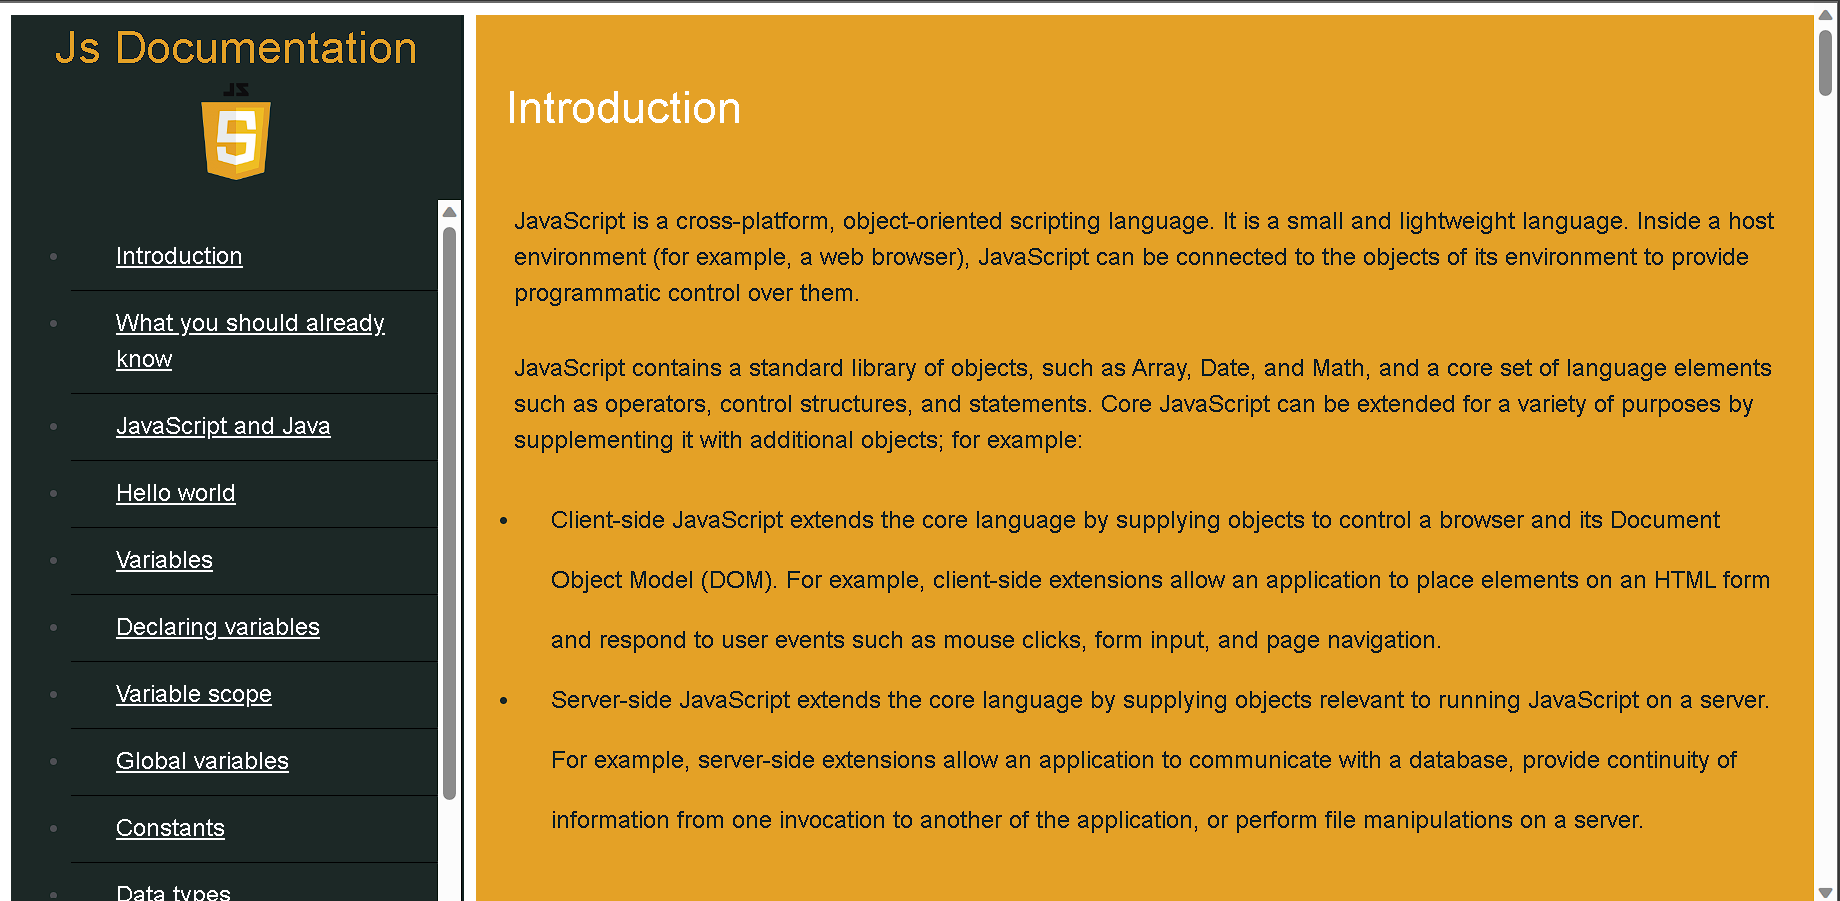 Js Documentation
JS
Introduction
What you should already
know
JavaScript and Java
Hello world
Variables
Declaring variables
Variable scope
Global variables
Constants
Data types
Introduction
JavaScript is a cross-platform, object-oriented scripting language. It is a small and lightweight language. Inside a host
environment (for example, a web browser), JavaScript can be connected to the objects of its environment to provide
programmatic control over them.
JavaScript contains a standard library of objects, such as Array, Date, and Math, and a core set of language elements
such as operators, control structures, and statements. Core JavaScript can be extended for a variety of purposes by
supplementing it with additional objects; for example:
• Client-side JavaScript extends the core language by supplying objects to control a browser and its Document
Object Model (DOM). For example, client-side extensions allow an application to place elements on an HTML form
and respond to user events such as mouse clicks, form input, and page navigation.
• Server-side JavaScript extends the core language by supplying objects relevant to running JavaScript on a server.
For example, server-side extensions allow an application to communicate with a database, provide continuity of
information from one invocation to another of the application, or perform file manipulations on a server.